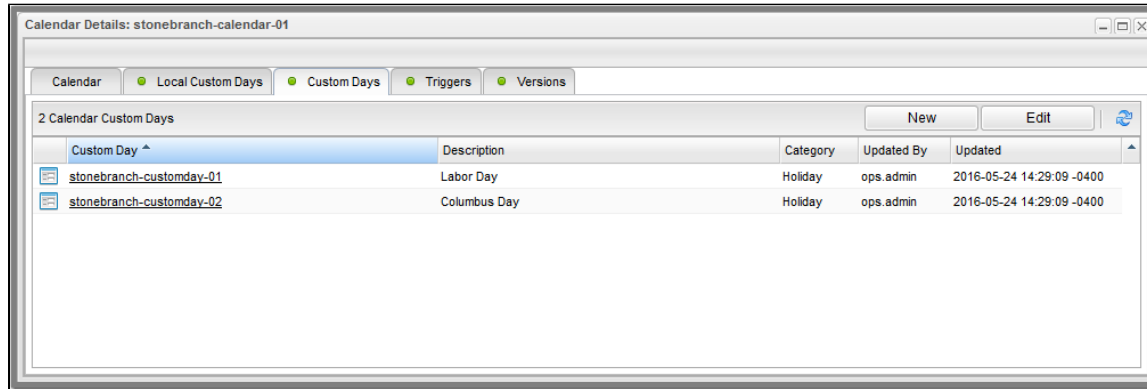 Calendar Details: stonebranch-calendar-01
Calendar Local Custom Days Custom Days Triggers Versions
2 Calendar Custom Days New Edit
Custom Day Description Category Updated By Updated
stonebranch-customday-01 Labor Day Holiday ops.admin 2016-05-24 14:29:09 -0400
stonebranch-customday-02 Columbus Day Holiday ops.admin 2016-05-24 14:29:09 -0400